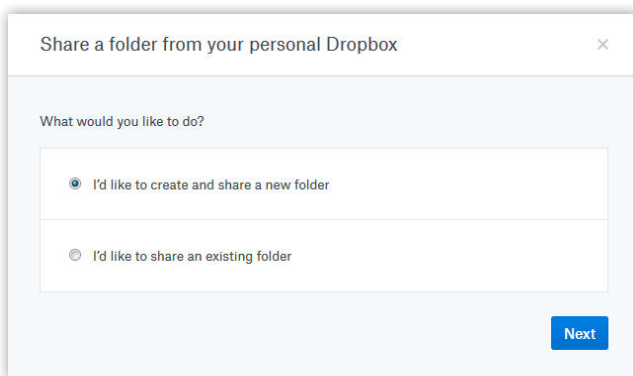 Share a folder from your personal Dropbox
What would you like to do?
I'd like to create and share a new folder
I'd like to share an existing folder
Next